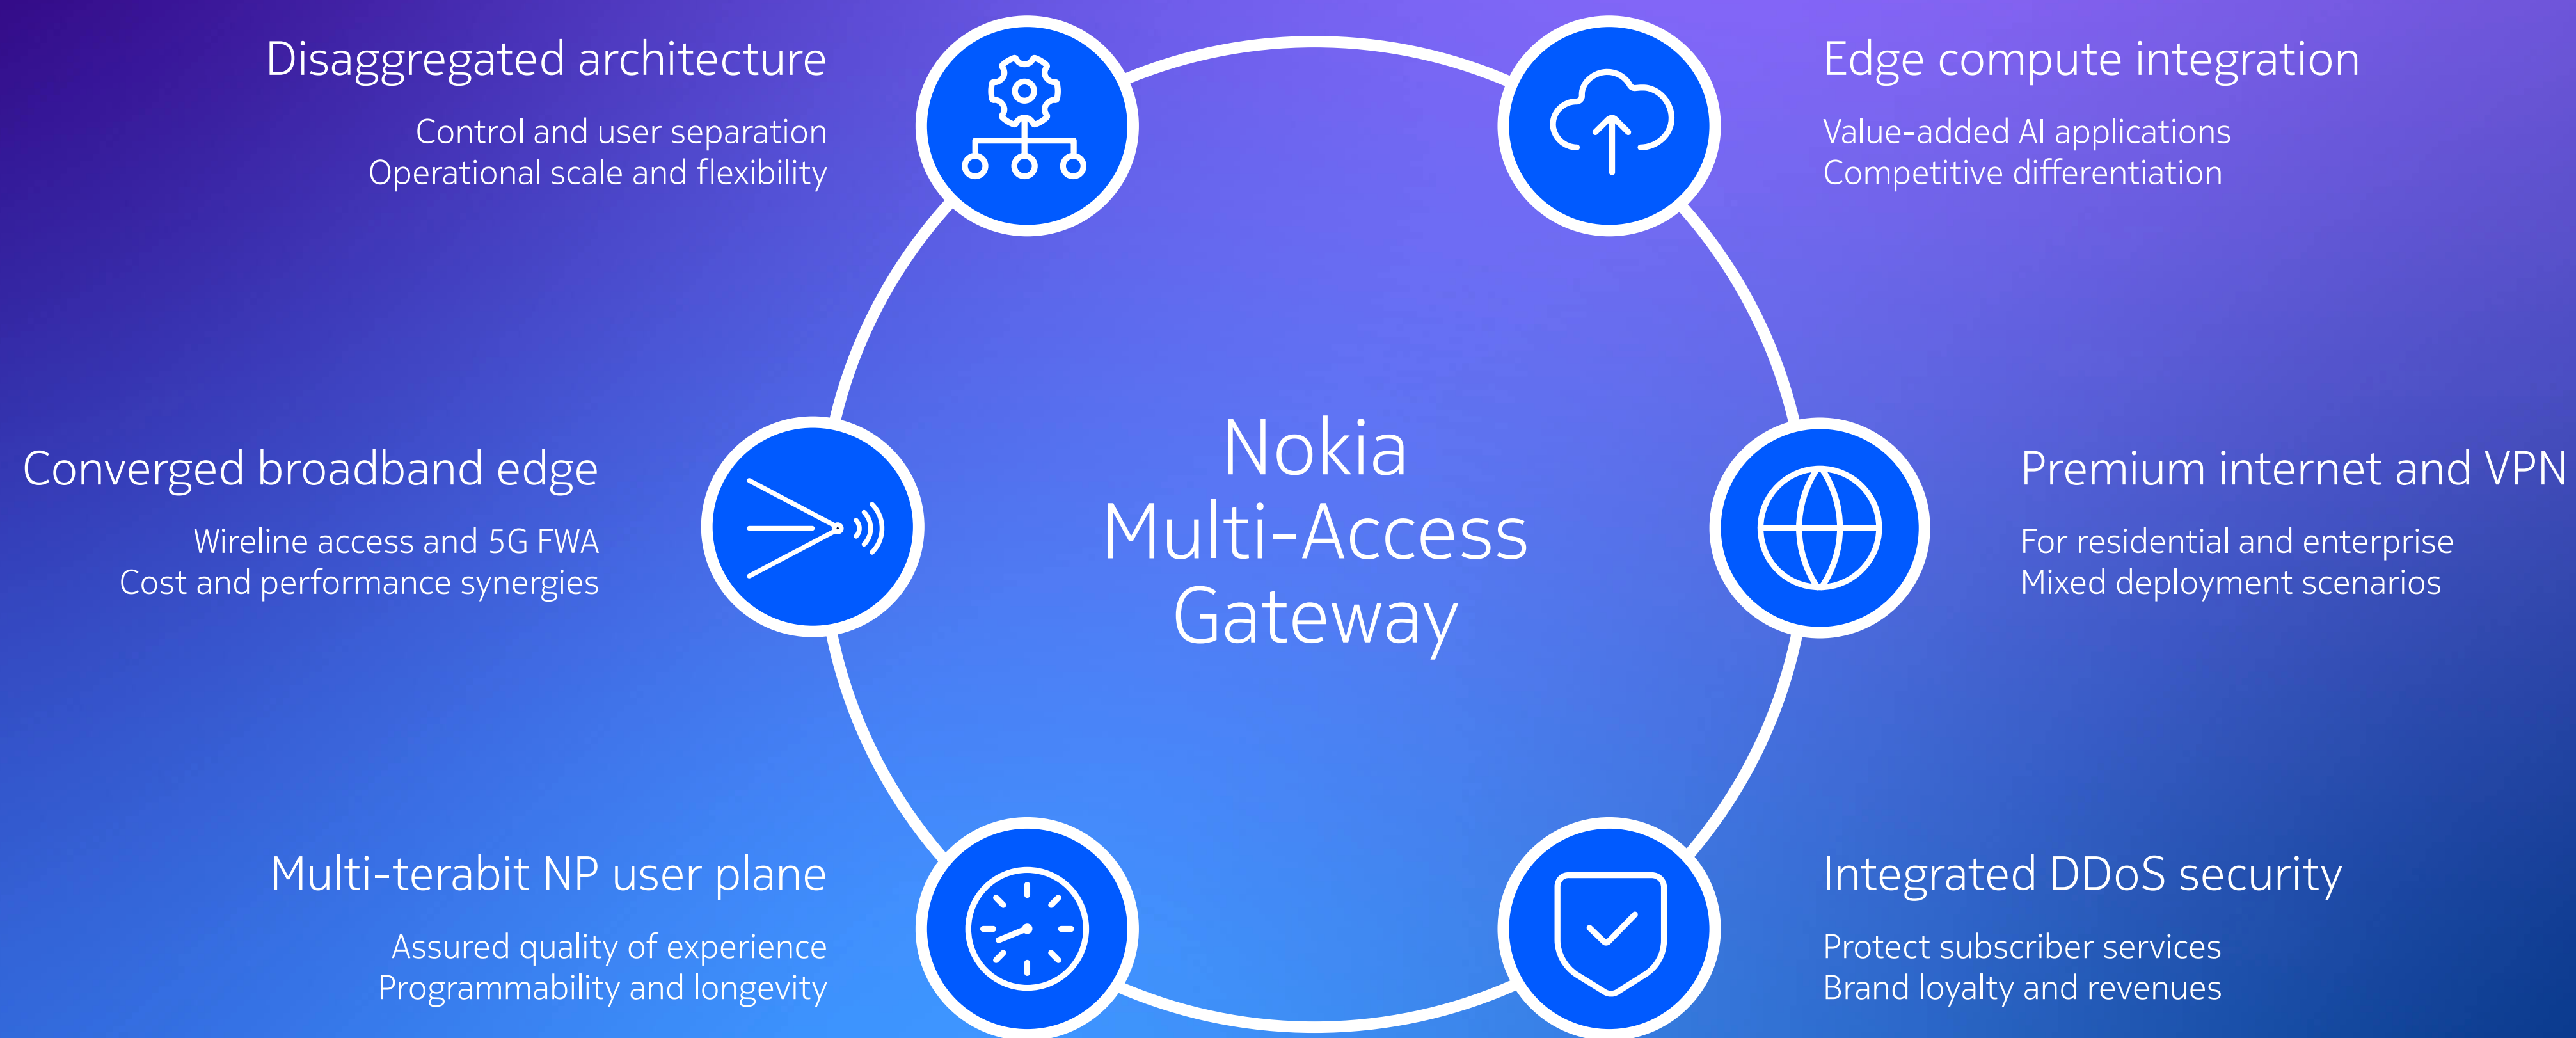 Disaggregated architecture
Control and user separation
Operational scale and flexibility
Edge compute integration
Value-added AI applications
Competitive differentiation
Converged broadband edge
Wireline access and 5G FWA
Cost and performance synergies
Nokia
Multi-Access
Gateway
Premium internet and VPN
For residential and enterprise
Mixed deployment scenarios
Multi-terabit NP user plane
Assured quality of experience
Programmability and longevity
Integrated DDoS security
Protect subscriber services
Brand loyalty and revenues